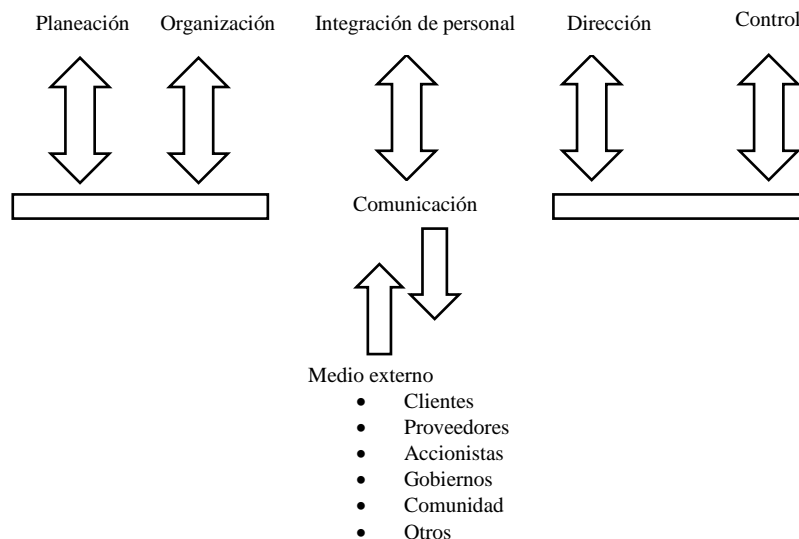 Planeación Organización Integración de personal Dirección Control
Comunicación
Medio externo
• Clientes
• Proveedores
• Accionistas
• Gobiernos
• Comunidad
• Otros